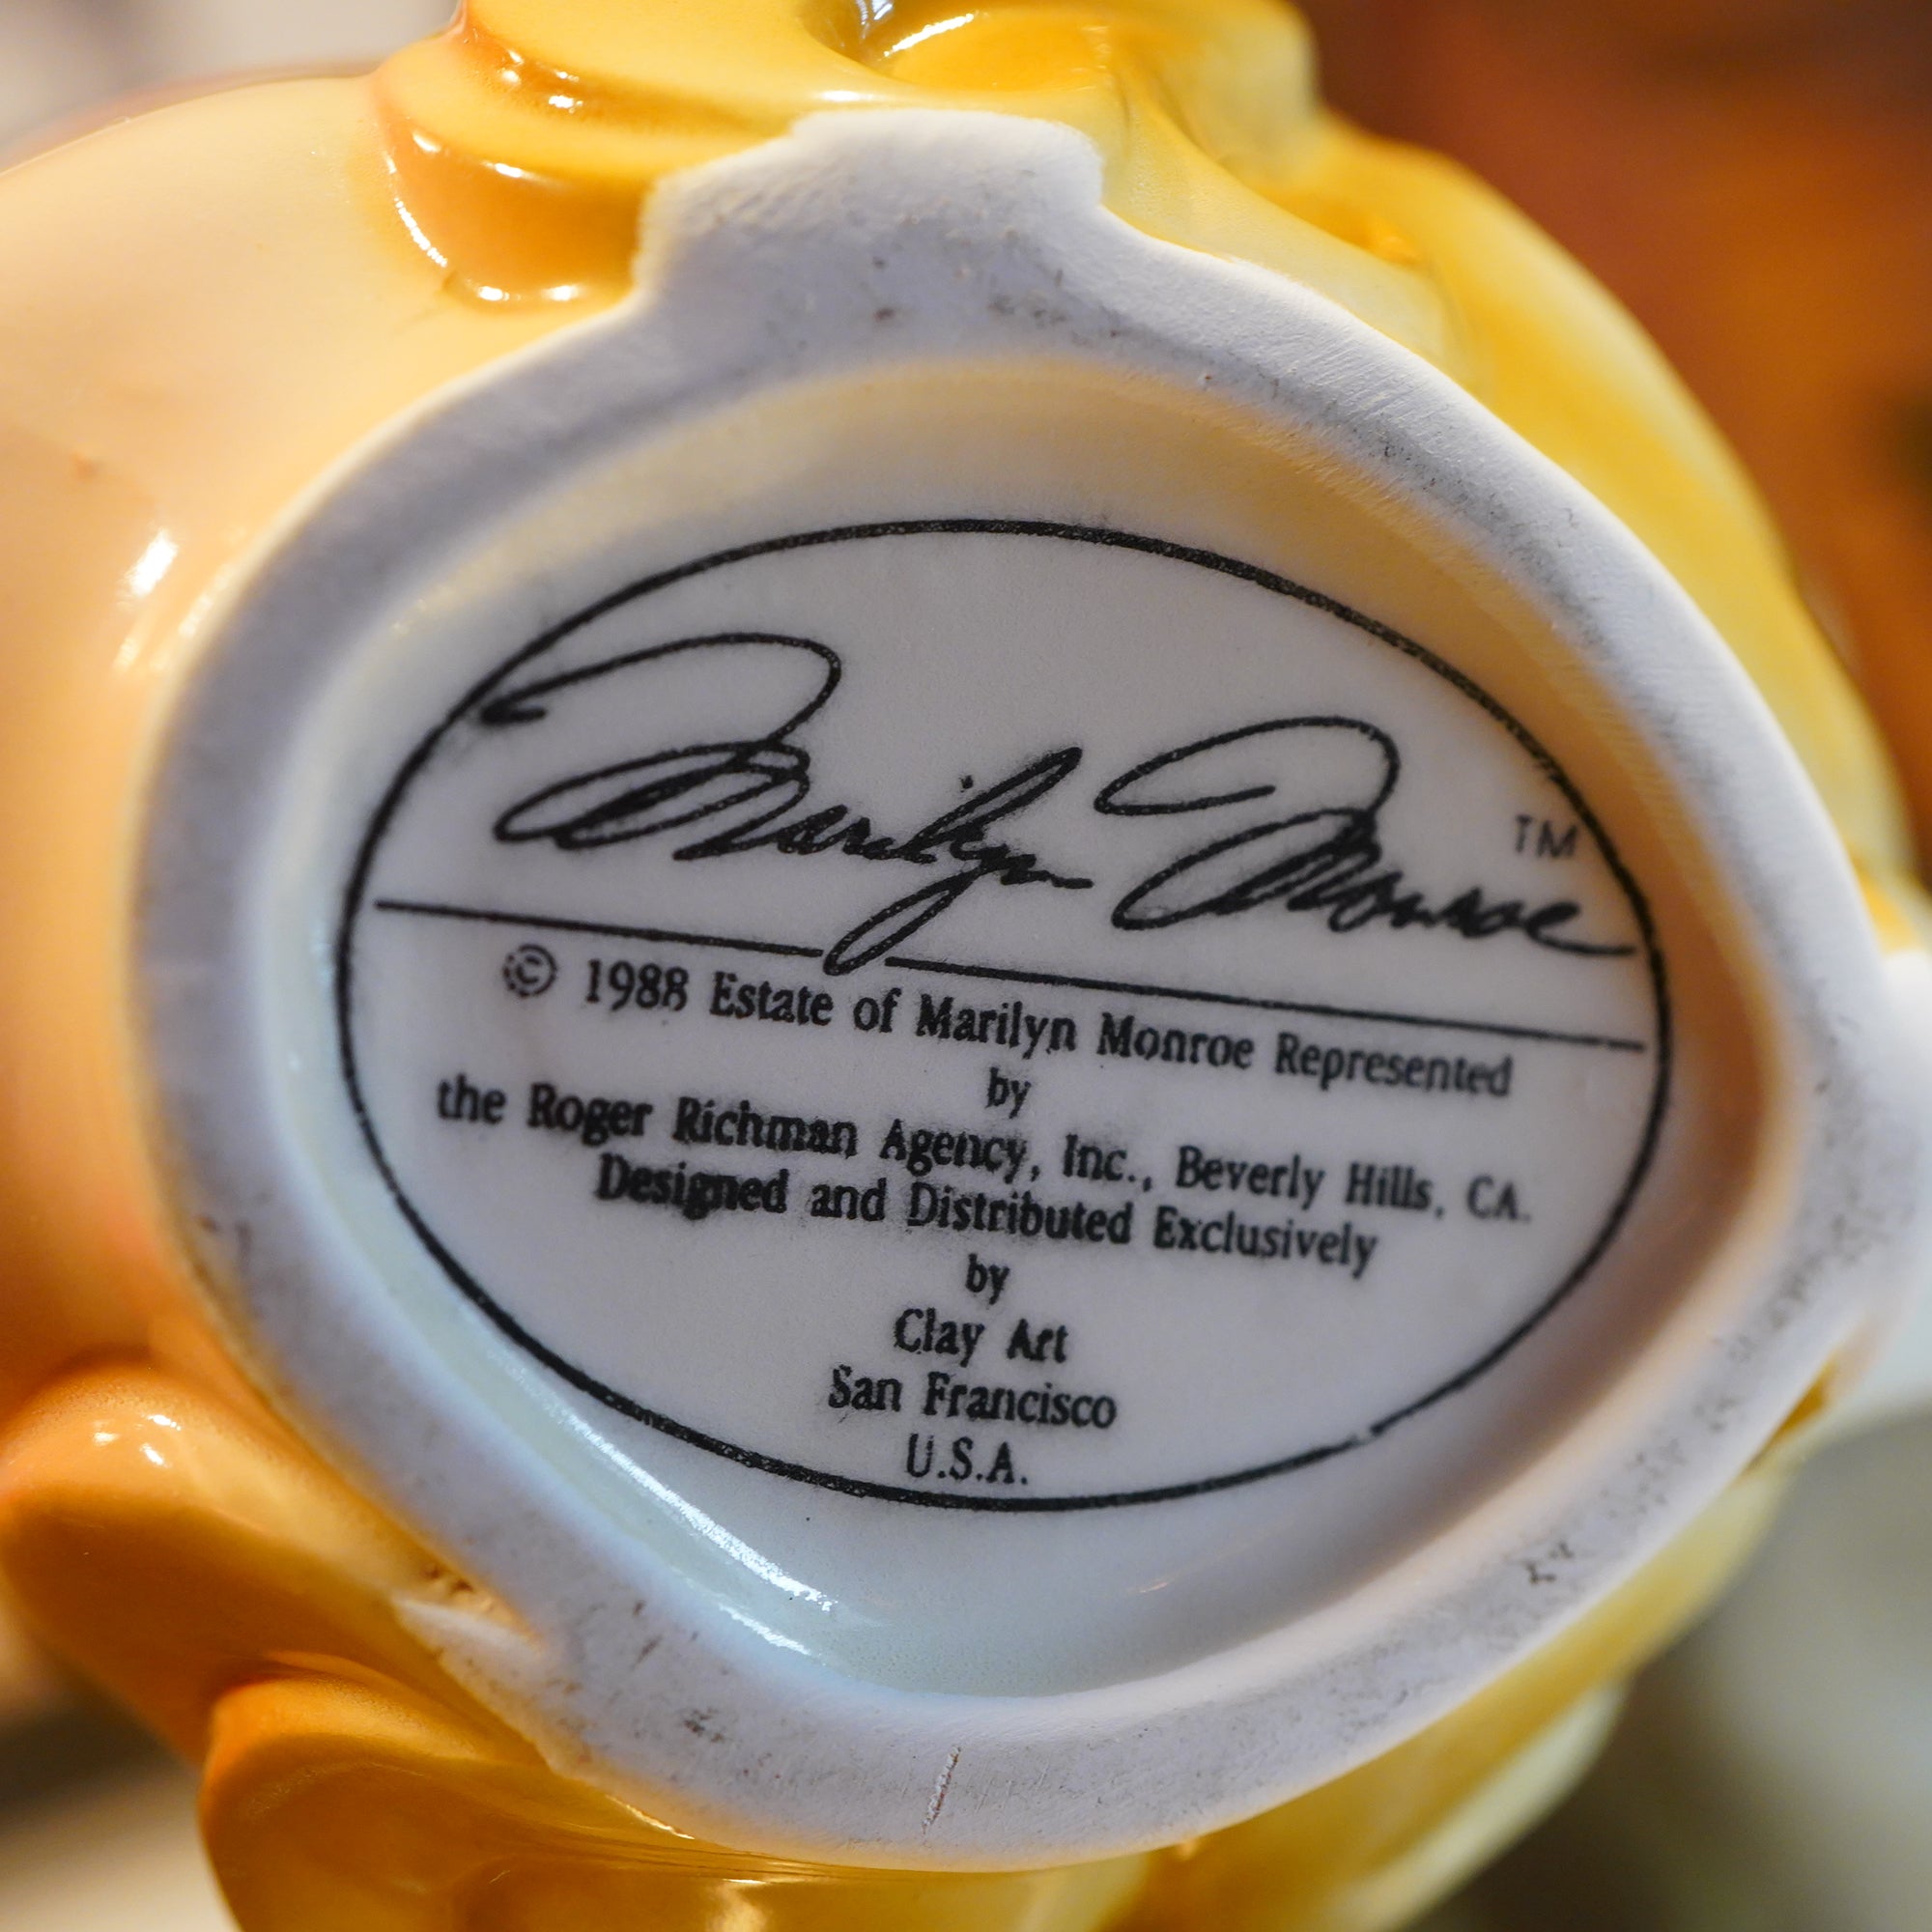 Marilyn Monroe TM
© 1988 Estate of Marilyn Monroe Represented
by
the Roger Richman Agency, Inc., Beverly Hills, CA.
Designed and Distributed Exclusively
by
Clay Art
San Francisco
U.S.A.